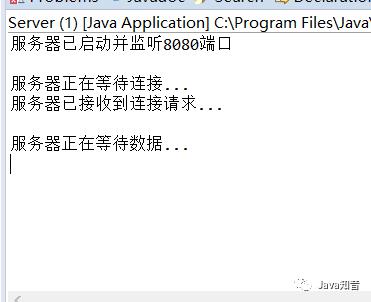 Problems Javadoc Search Declaration
Server (1) [Java Application] C:\Program Files\Java\
服务器已启动并监听8080端口
服务器正在等待连接...
服务器已接收到连接请求...
服务器正在等待数据...
Java知音